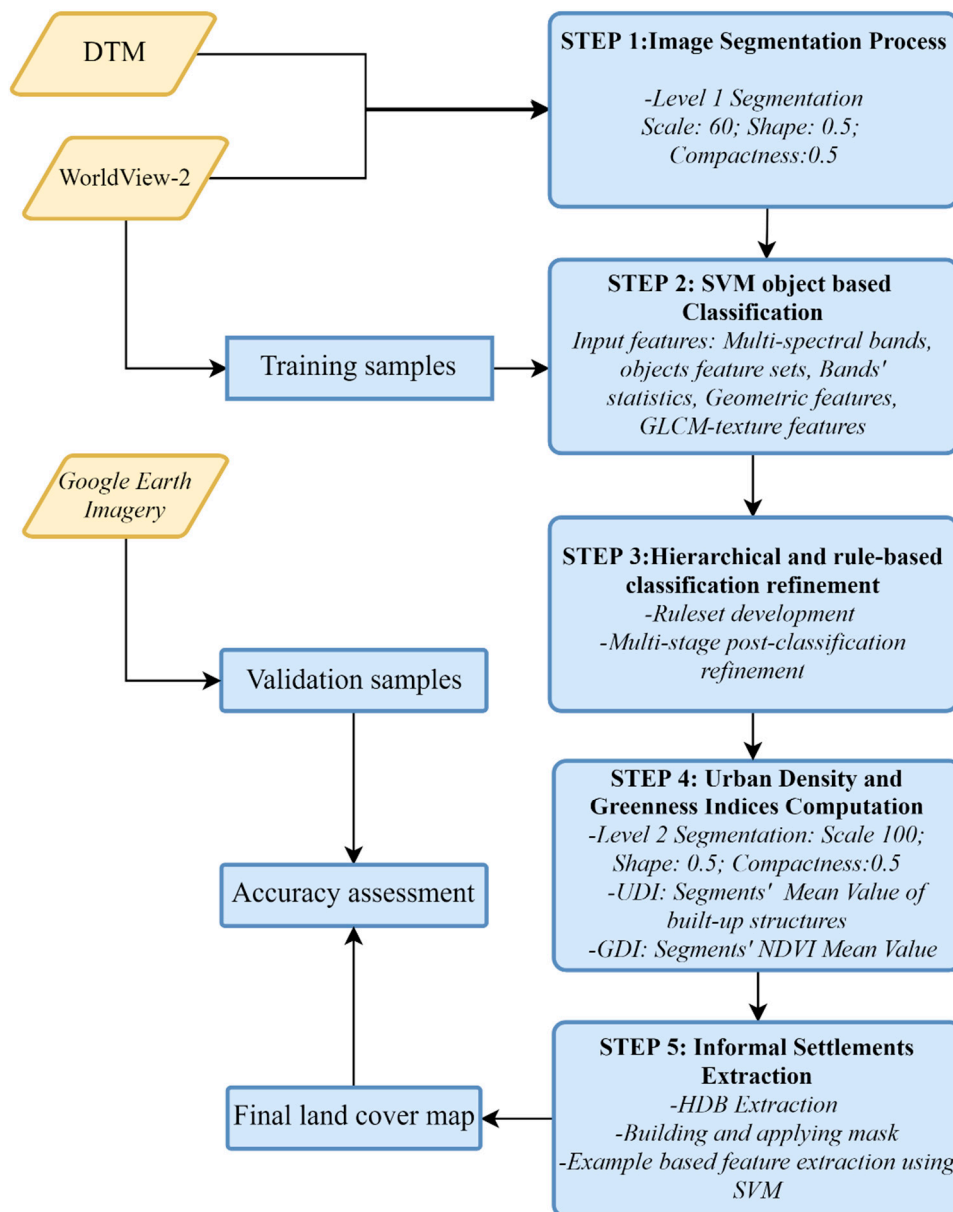 DTM
STEP 1:Image Segmentation Process
-Level 1 Segmentation
Scale: 60; Shape: 0.5;
Compactness:0.5
WorldView-2
STEP 2: SVM object based
Classification
Input features: Multi-spectral bands,
objects feature sets, Bands'
statistics, Geometric features,
GLCM-texture features
Training samples
Google Earth
Imagery
STEP 3:Hierarchical and rule-based
classification refinement
-Ruleset development
-Multi-stage post-classification
refinement
Validation samples
STEP 4: Urban Density and
Greenness Indices Computation
-Level 2 Segmentation: Scale 100;
Shape: 0.5; Compactness:0.5
-UDI: Segments' Mean Value of
built-up structures
-GDI: Segments' NDVI Mean Value
Accuracy assessment
STEP 5: Informal Settlements
Extraction
-HDB Extraction
-Building and applying mask
-Example based feature extraction using
SVM
Final land cover map